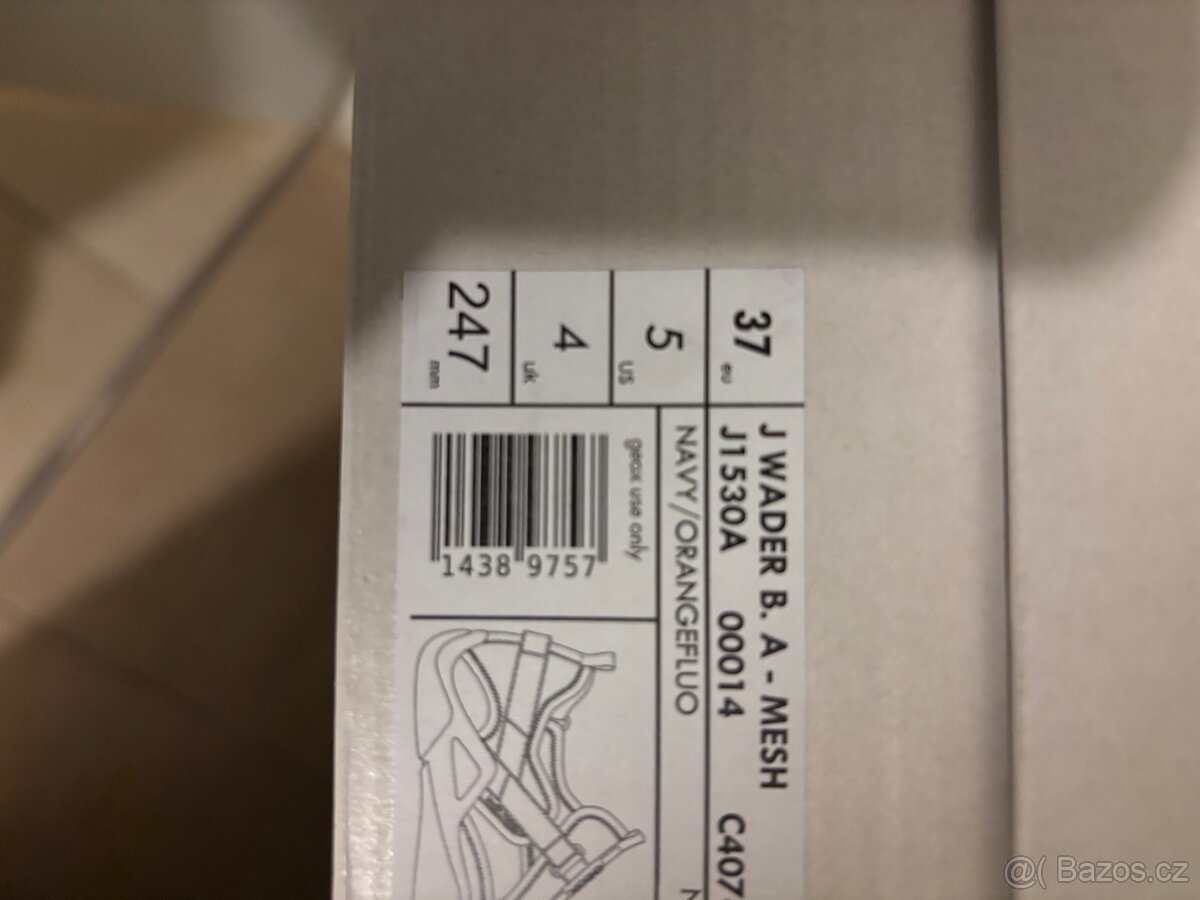 37 eu
5 US
4 uk
247 mm
J WADER B. A - MESH
J1530A 00014 C407
NAVY/ORANGEFLUO
geox use only
1438 9757
@( Bazos.cz